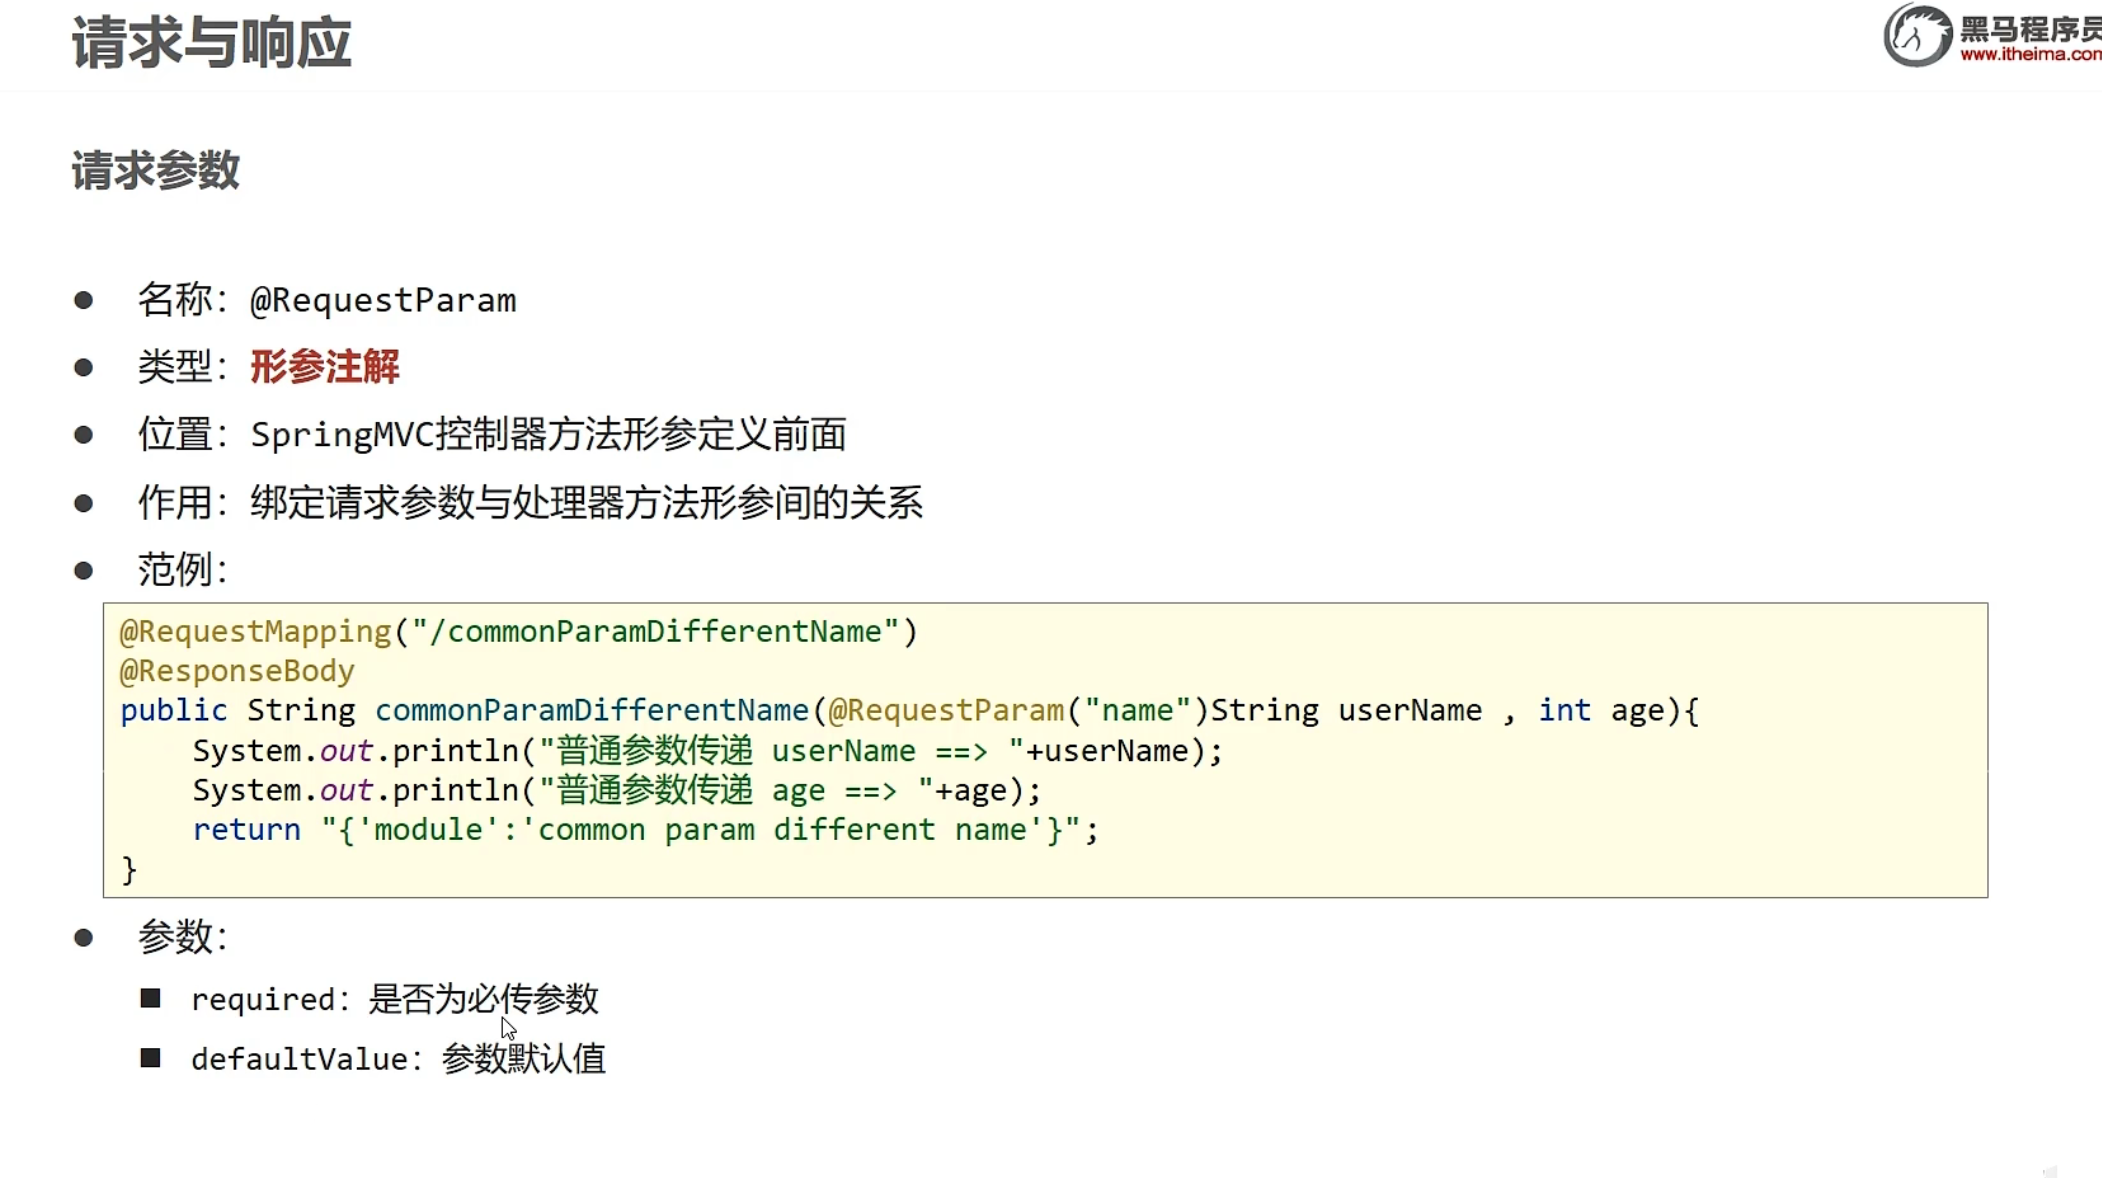 请求与响应
黑马程序员
www.itheima.com
请求参数
● 名称：@RequestParam
● 类型：形参注解
● 位置：SpringMVC控制器方法形参定义前面
● 作用：绑定请求参数与处理器方法形参间的关系
● 范例：
@RequestMapping("/commonParamDifferentName")
@ResponseBody
public String commonParamDifferentName(@RequestParam("name")String userName , int age){
    System.out.println("普通参数传递 userName ==> "+userName);
    System.out.println("普通参数传递 age ==> "+age);
    return "{'module':'common param different name'}";
}
● 参数：
■ required：是否为必传参数
■ defaultValue：参数默认值